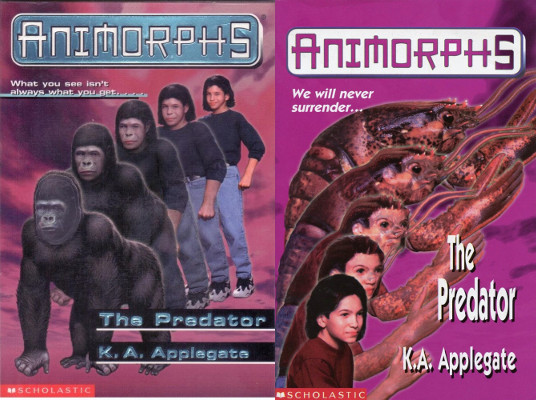 ANIMORPHS
What you see isn't
always what you get.....
The Predator
K. A. Applegate
SCHOLASTIC
ANIMORPHS
We will never
surrender...
The
Predator
K.A. Applegate
SCHOLASTIC